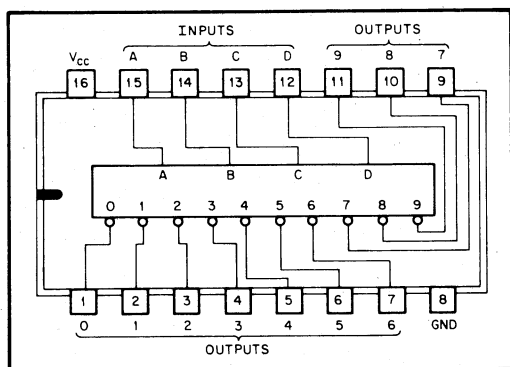 INPUTS OUTPUTS
VCC A B C D 9 8 7
16 15 14 13 12 11 10 9
A B C D
0 1 2 3 4 5 6 7 8 9
1 2 3 4 5 6 7 8
0 1 2 3 4 5 6 GND
OUTPUTS